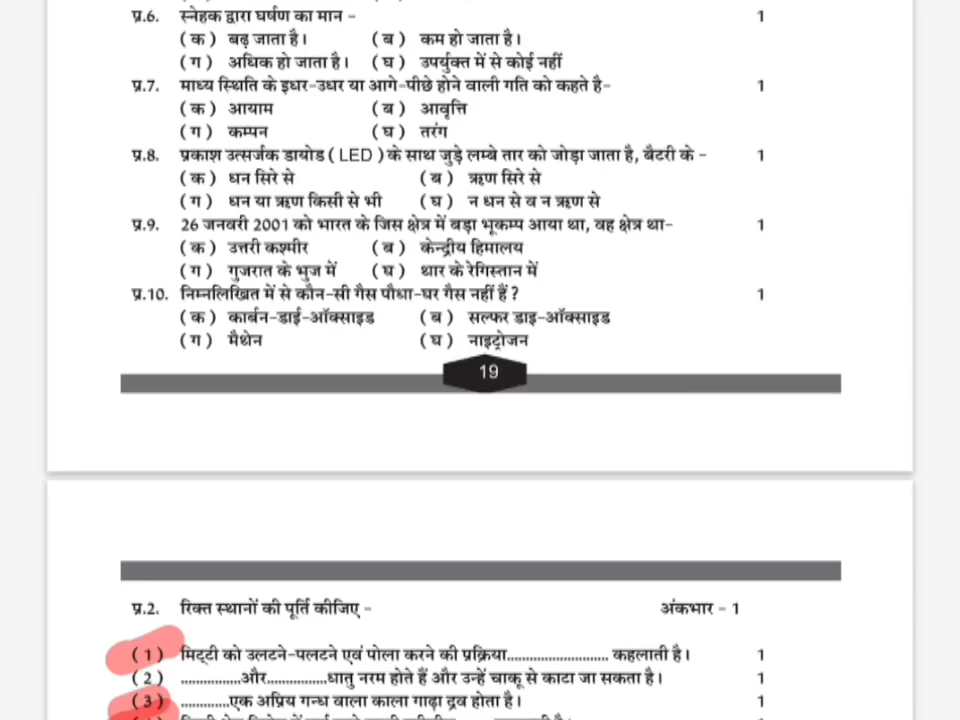 प्र.6. स्नेहक द्वारा घर्षण का मान - 1
( क ) बढ़ जाता है। ( ब ) कम हो जाता है।
( ग ) अधिक हो जाता है। ( घ ) उपर्युक्त में से कोई नहीं
प्र.7. माध्य स्थिति के इधर-उधर या आगे-पीछे होने वाली गति को कहते है- 1
( क ) आयाम ( ब ) आवृत्ति
( ग ) कम्पन ( घ ) तरंग
प्र.8. प्रकाश उत्सर्जक डायोड ( LED ) के साथ जुड़े लम्बे तार को जोड़ा जाता है, बैटरी के - 1
( क ) धन सिरे से ( ब ) ऋण सिरे से
( ग ) धन या ऋण किसी से भी ( घ ) न धन से व न ऋण से
प्र.9. 26 जनवरी 2001 को भारत के जिस क्षेत्र में बड़ा भूकम्प आया था, वह क्षेत्र था- 1
( क ) उत्तरी कश्मीर ( ब ) केन्द्रीय हिमालय
( ग ) गुजरात के भुज में ( घ ) थार के रेगिस्तान में
प्र.10. निम्नलिखित में से कौन-सी गैस पौधा-घर गैस नहीं हैं ? 1
( क ) कार्बन-डाई-ऑक्साइड ( ब ) सल्फर डाइ-ऑक्साइड
( ग ) मैथेन ( घ ) नाइट्रोजन
19
प्र.2. रिक्त स्थानों की पूर्ति कीजिए - अंकभार - 1
( 1 ) मिट्टी को उलटने-पलटने एवं पोला करने की प्रक्रिया........................... कहलाती है। 1
( 2 ) ................और................धातु नरम होते हैं और उन्हें चाकू से काटा जा सकता है। 1
( 3 ) .............एक अप्रिय गन्ध वाला काला गाढ़ा द्रव होता है। 1